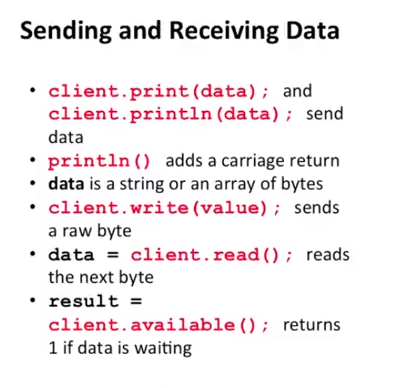 Sending and Receiving Data
• client.print(data); and
client.println(data); send
data
• println() adds a carriage return
• data is a string or an array of bytes
• client.write(value); sends
a raw byte
• data = client.read(); reads
the next byte
• result =
client.available(); returns
1 if data is waiting